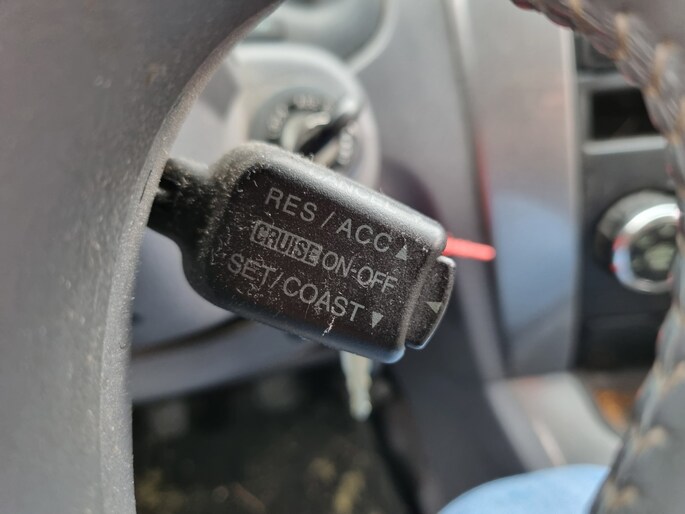 RES / ACC ▲
CRUISE ON-OFF
SET/COAST ▼